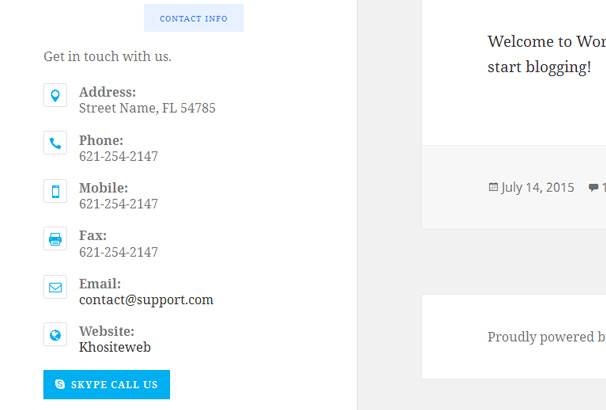 CONTACT INFO
Get in touch with us.
Address:
Street Name, FL 54785
Phone:
621-254-2147
Mobile:
621-254-2147
Fax:
621-254-2147
Email:
contact@support.com
Website:
Khositeweb
SKYPE CALL US
Welcome to Wor
start blogging!
July 14, 2015 1
Proudly powered b